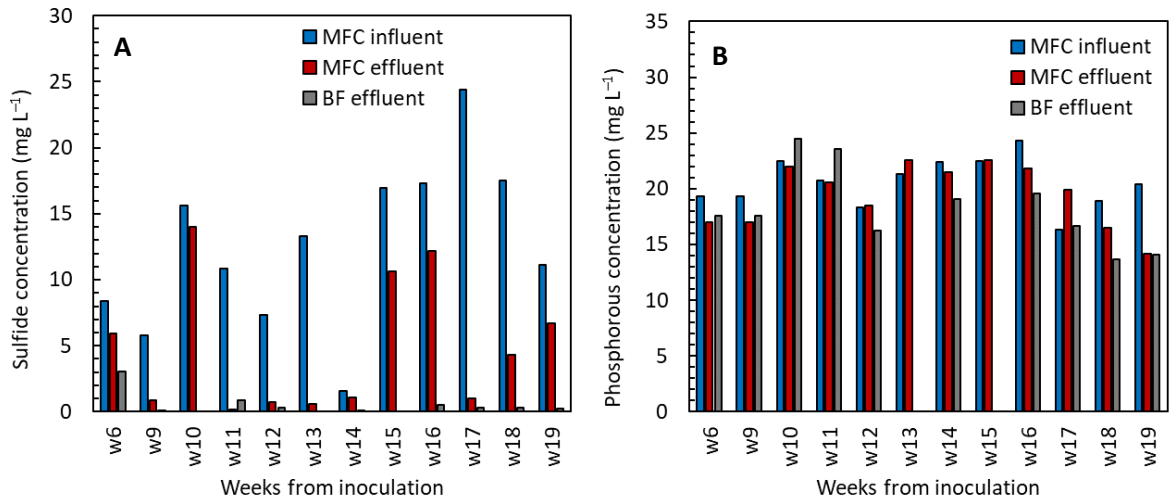 A
MFC influent
MFC effluent
BF effluent
Sulfide concentration (mg L⁻¹)
30
25
20
15
10
5
0
w6
w9
w10
w11
w12
w13
w14
w15
w16
w17
w18
w19
Weeks from inoculation
B
MFC influent
MFC effluent
BF effluent
Phosphorous concentration (mg L⁻¹)
35
30
25
20
15
10
5
0
w6
w9
w10
w11
w12
w13
w14
w15
w16
w17
w18
w19
Weeks from inoculation